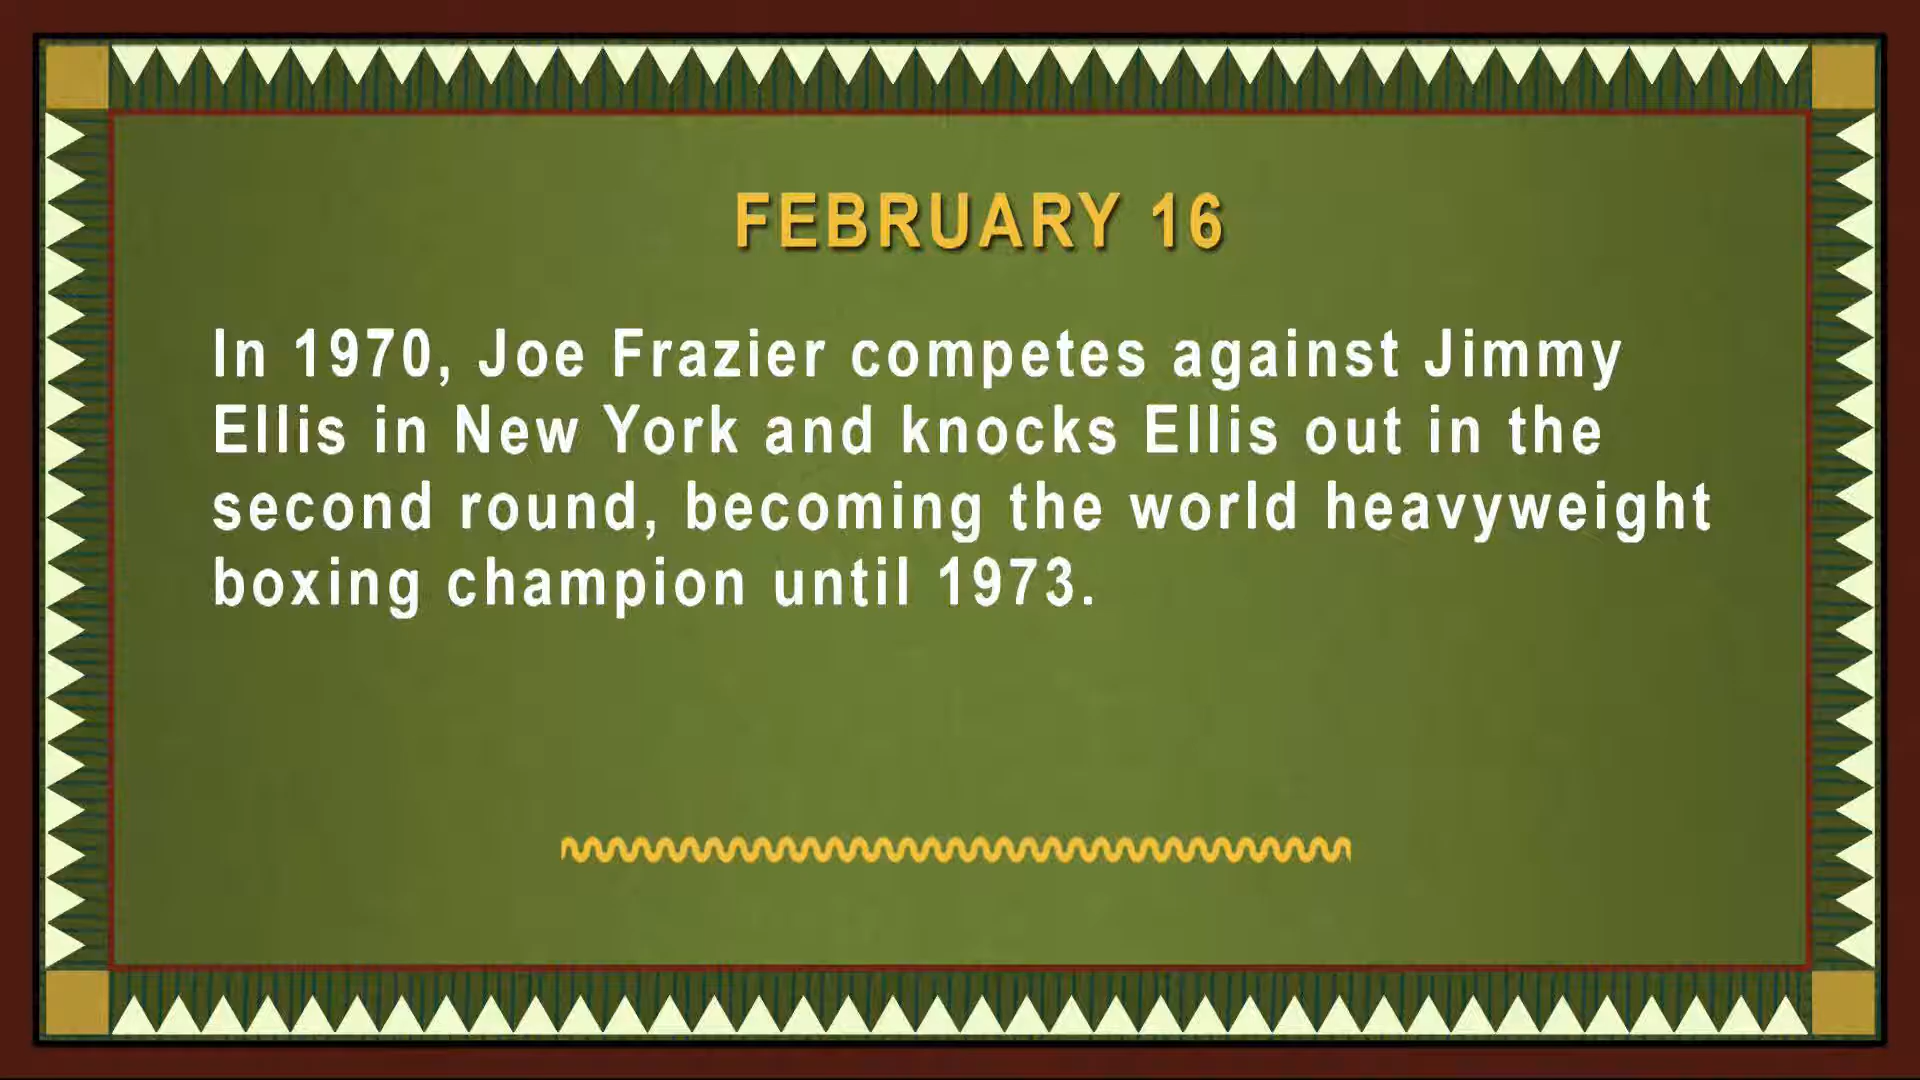 FEBRUARY 16
In 1970, Joe Frazier competes against Jimmy
Ellis in New York and knocks Ellis out in the
second round, becoming the world heavyweight
boxing champion until 1973.